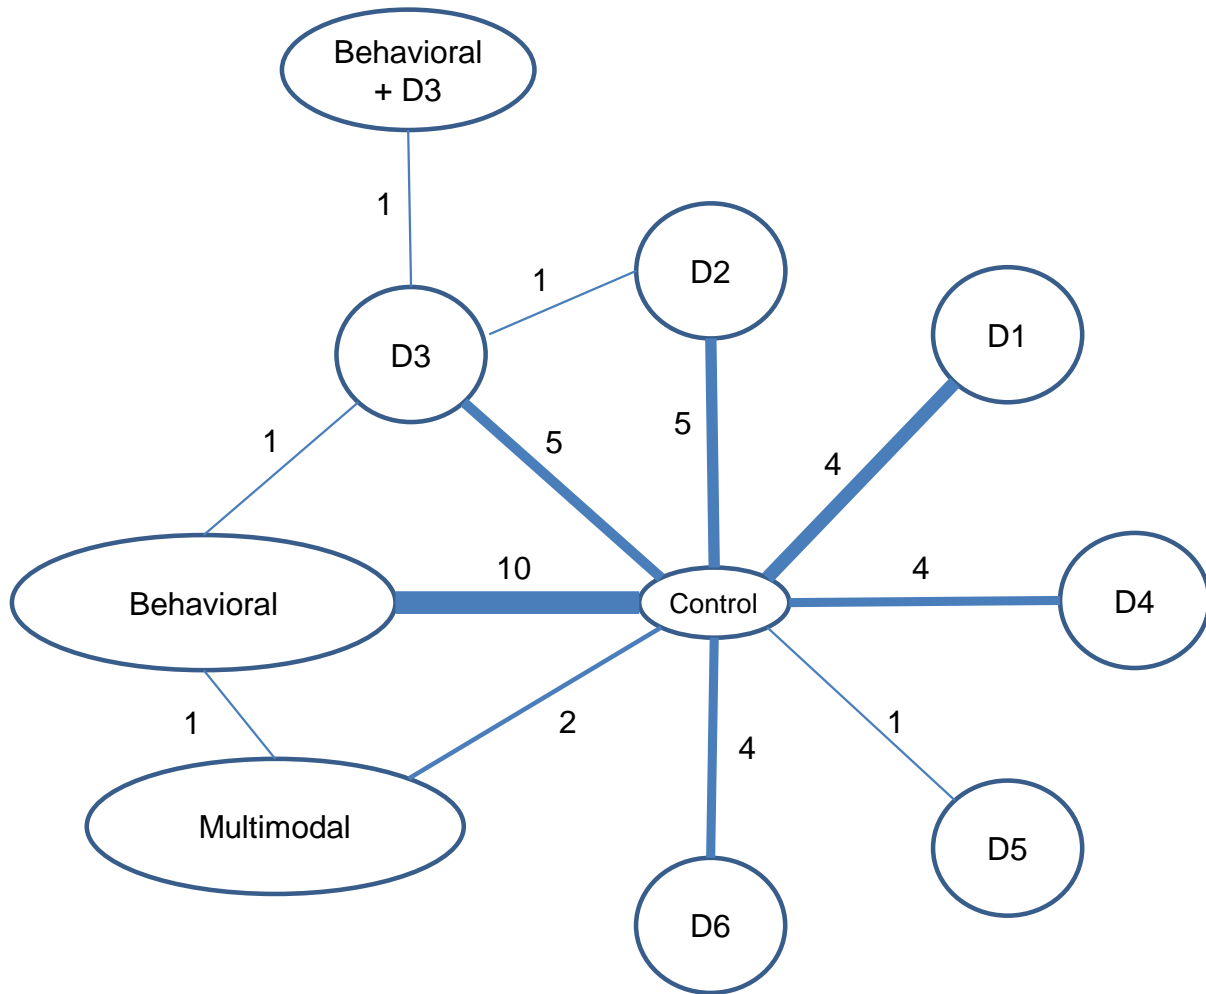 Behavioral
+ D3
1
D2
1
D1
D3
1
5
5
4
10
4
Behavioral
Control
D4
1
2
4
1
Multimodal
D5
D6